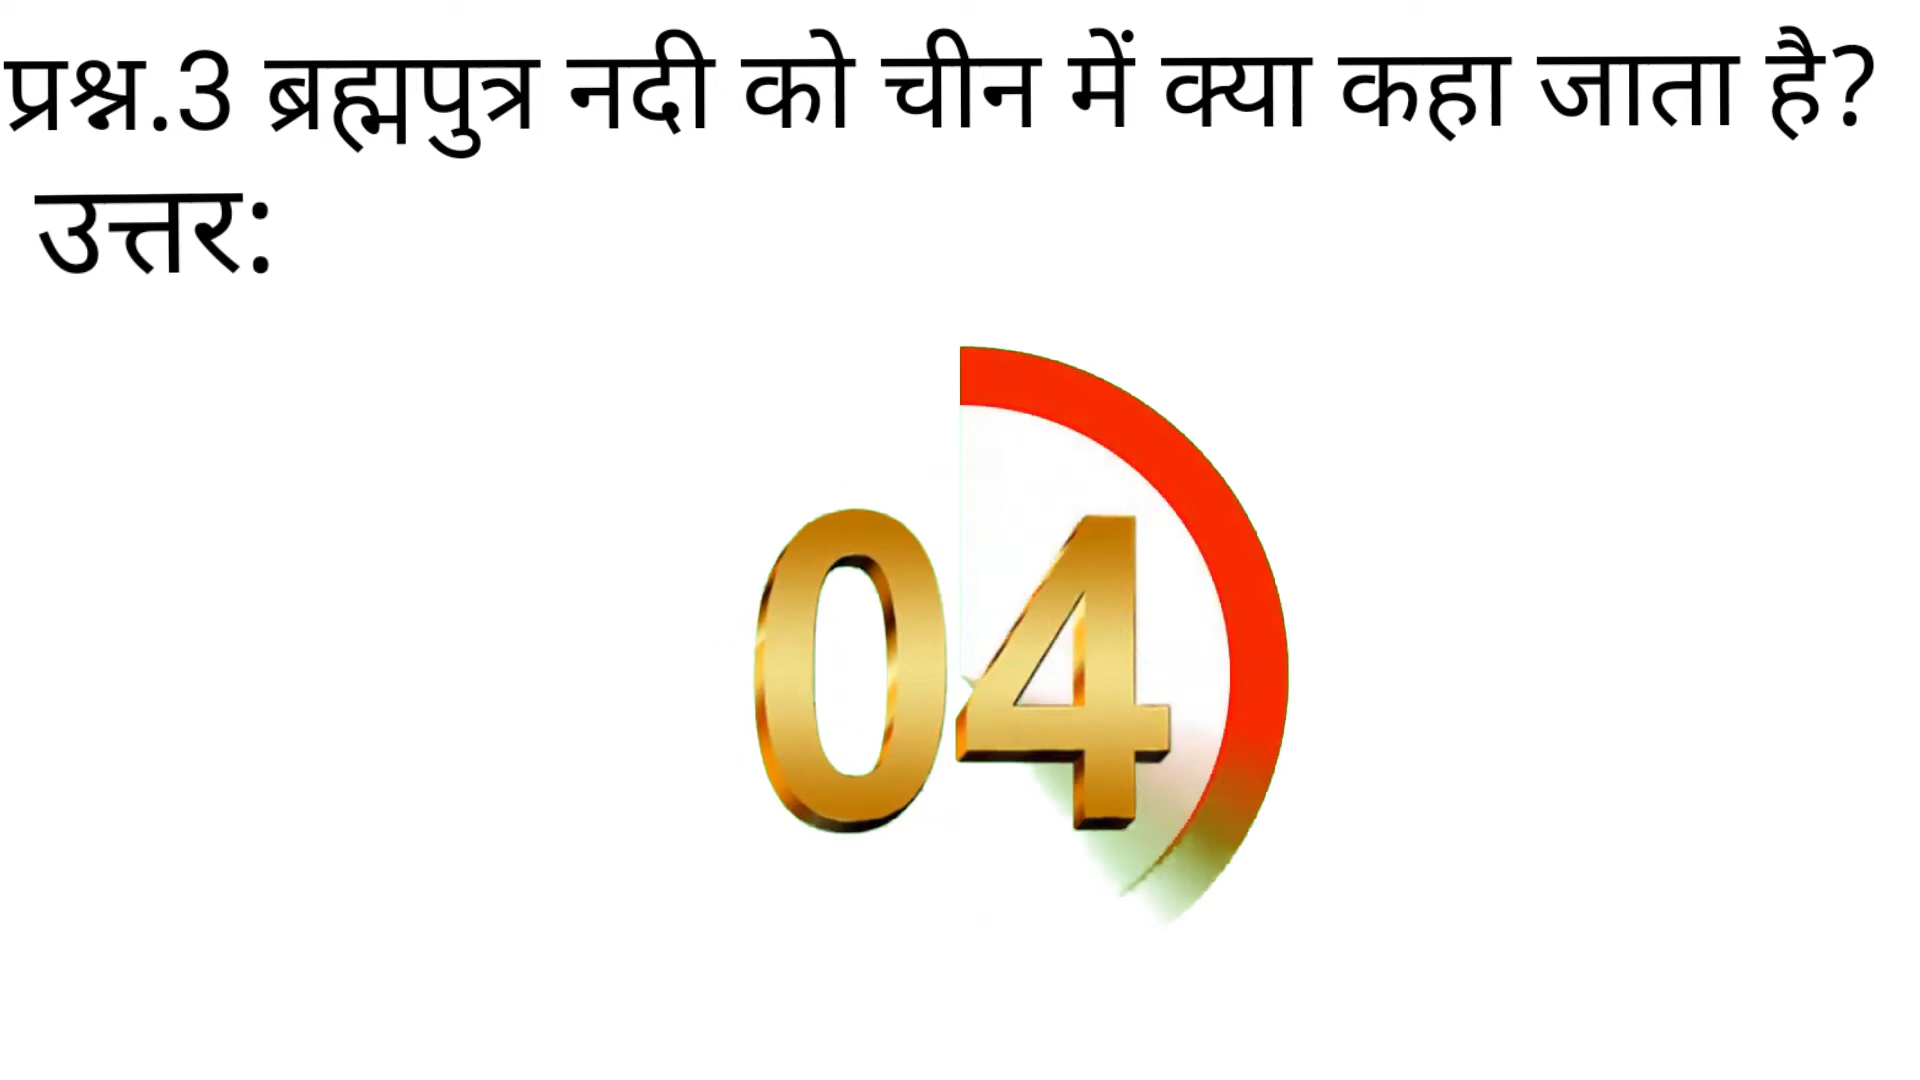 प्रश्न.3 ब्रह्मपुत्र नदी को चीन में क्या कहा जाता है?
उत्तर:
04